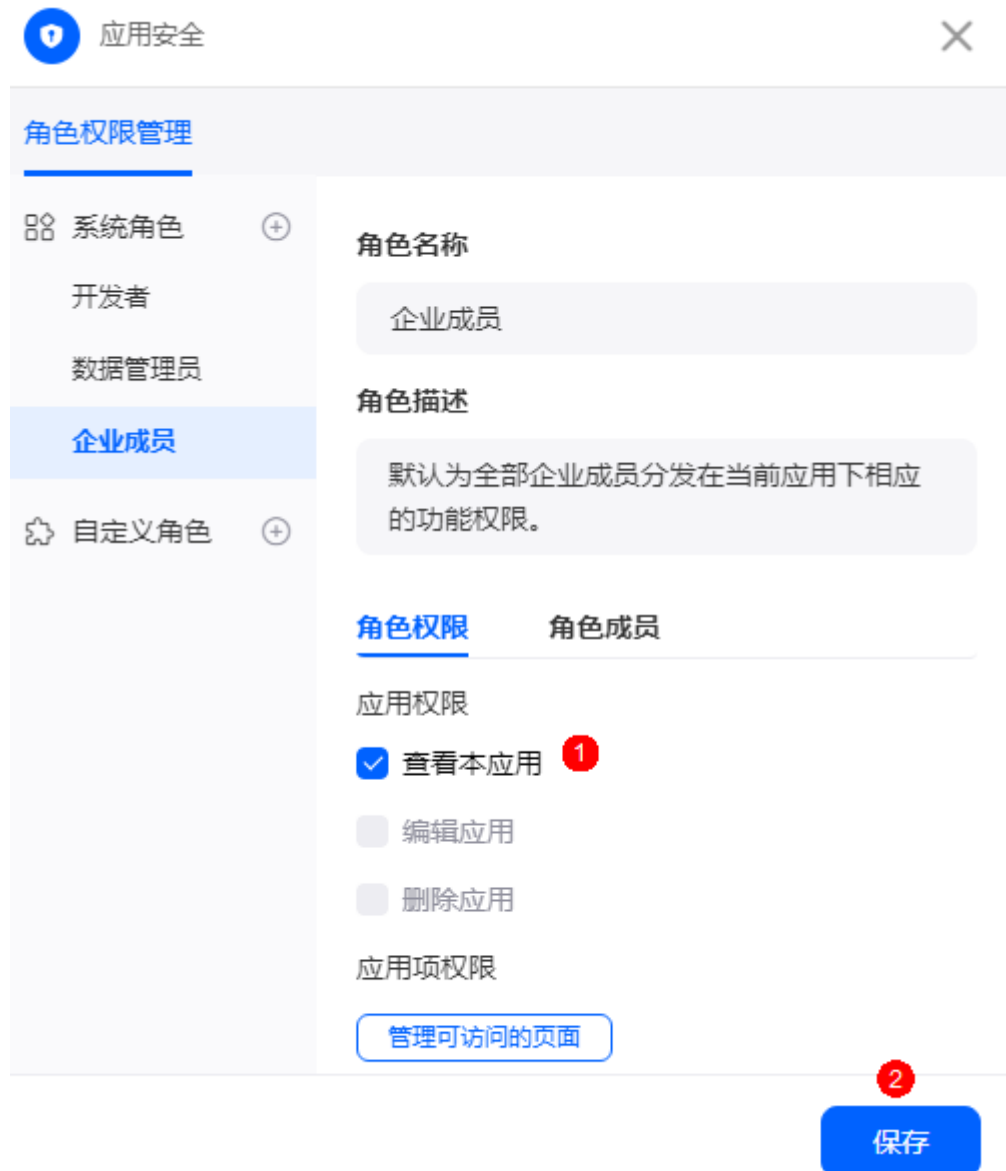 应用安全
角色权限管理
系统角色
开发者
数据管理员
企业成员
自定义角色
角色名称
企业成员
角色描述
默认为全部企业成员分发在当前应用下相应
的功能权限。
角色权限 角色成员
应用权限
查看本应用 1
编辑应用
删除应用
应用项权限
管理可访问的页面
2
保存